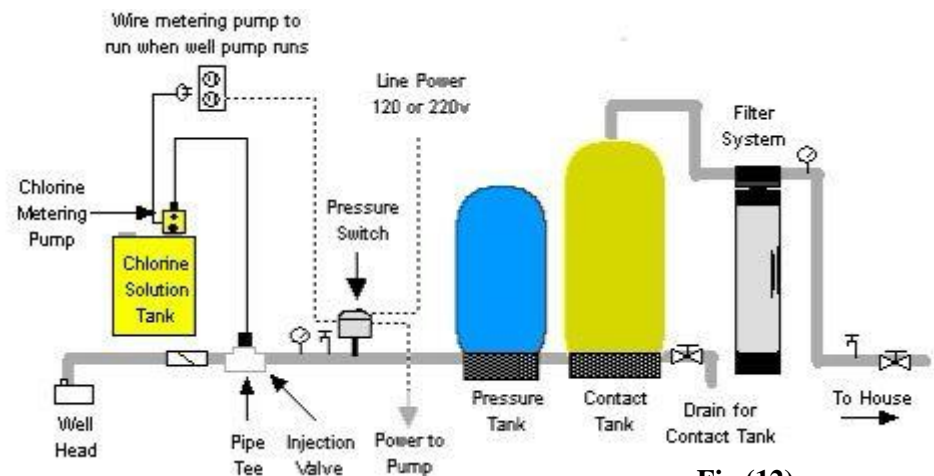 Wire metering pump to
run when well pump runs
Line Power
120 or 220v
Filter
System
Chlorine
Metering
Pump
Pressure
Switch
Chlorine
Solution
Tank
Well
Head
Pipe
Tee
Injection
Valve
Power to
Pump
Pressure
Tank
Contact
Tank
Drain for
Contact Tank
To House